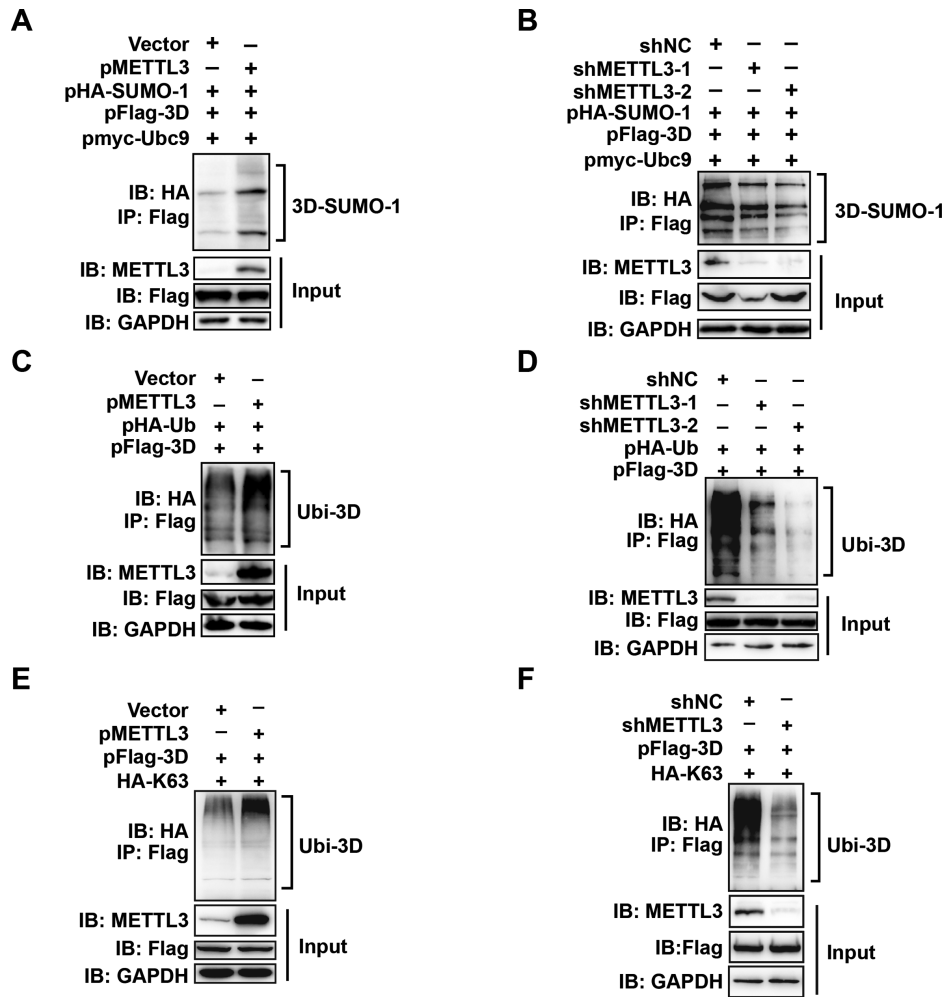 A
Vector + –
pMETTL3 – +
pHA-SUMO-1 + +
pFlag-3D + +
pmyc-Ubc9 + +
IB: HA
IP: Flag
3D-SUMO-1
IB: METTL3
IB: Flag
IB: GAPDH
Input
B
shNC + – –
shMETTL3-1 – + –
shMETTL3-2 – – +
pHA-SUMO-1 + + +
pFlag-3D + + +
pmyc-Ubc9 + + +
IB: HA
IP: Flag
3D-SUMO-1
IB: METTL3
IB: Flag
IB: GAPDH
Input
C
Vector + –
pMETTL3 – +
pHA-Ub + +
pFlag-3D + +
IB: HA
IP: Flag
Ubi-3D
IB: METTL3
IB: Flag
IB: GAPDH
Input
D
shNC + – –
shMETTL3-1 – + –
shMETTL3-2 – – +
pHA-Ub + + +
pFlag-3D + + +
IB: HA
IP: Flag
Ubi-3D
IB: METTL3
IB: Flag
IB: GAPDH
Input
E
Vector + –
pMETTL3 – +
pFlag-3D + +
HA-K63 + +
IB: HA
IP: Flag
Ubi-3D
IB: METTL3
IB: Flag
IB: GAPDH
Input
F
shNC + –
shMETTL3 – +
pFlag-3D + +
HA-K63 + +
IB: HA
IP: Flag
Ubi-3D
IB: METTL3
IB:Flag
IB: GAPDH
Input